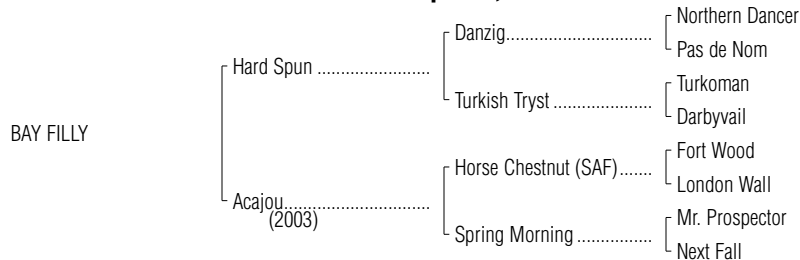 Northern Dancer
Danzig................................
Pas de Nom
Hard Spun ........................
Turkoman
Turkish Tryst .....................
Darbyvail
BAY FILLY
Fort Wood
Horse Chestnut (SAF).......
London Wall
Acajou...............................
(2003)
Mr. Prospector
Spring Morning ................
Next Fall